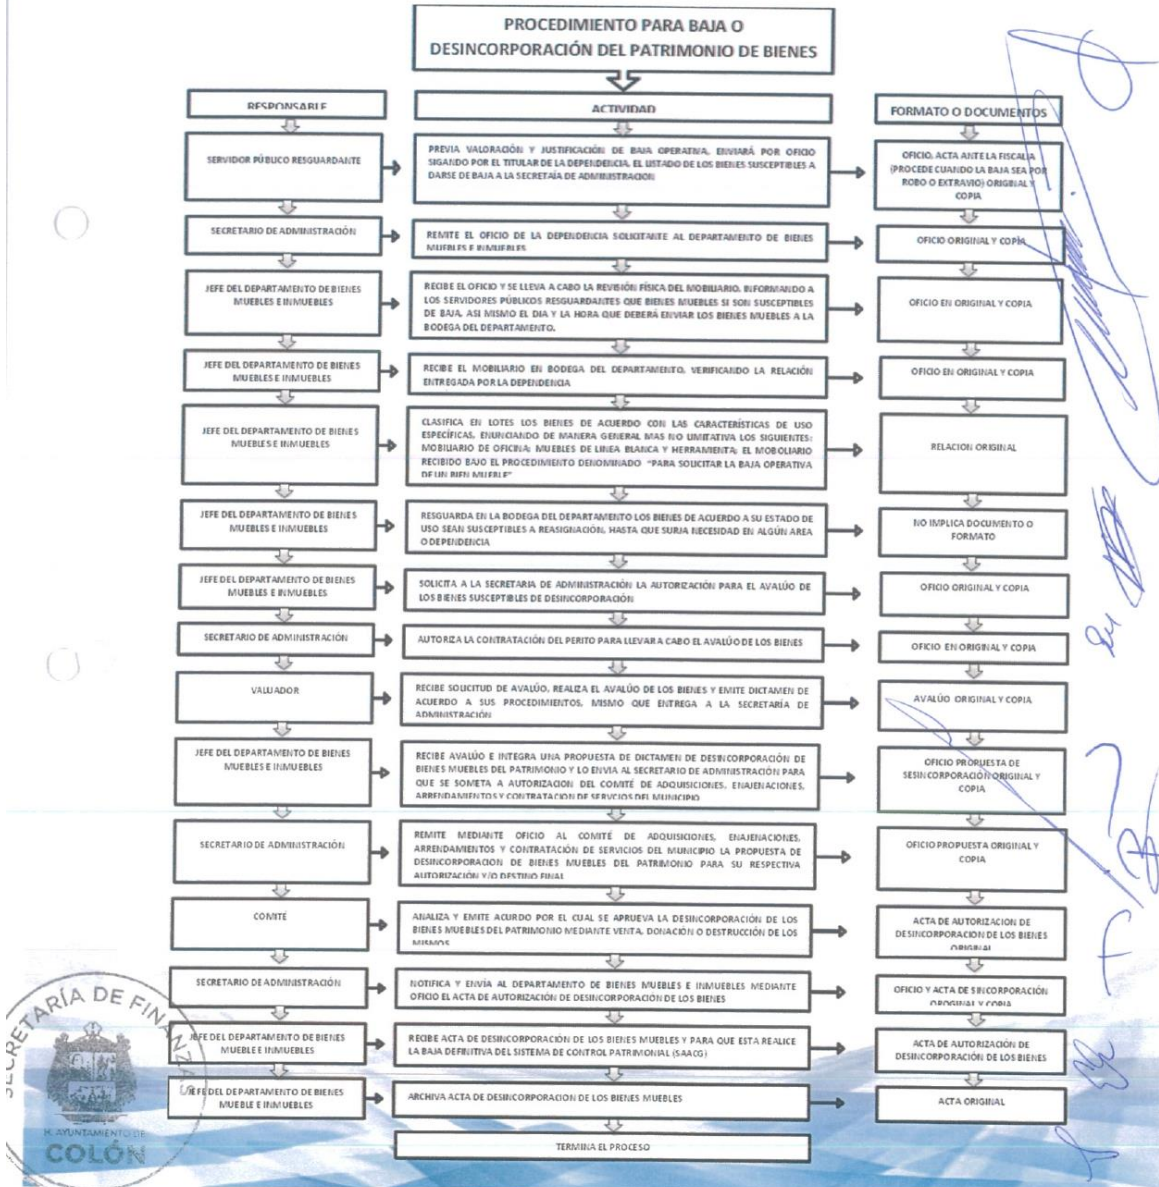 PROCEDIMIENTO PARA BAJA O
DESINCORPORACIÓN DEL PATRIMONIO DE BIENES
RESPONSABLE
ACTIVIDAD
FORMATO O DOCUMENTOS
SERVIDOR PÚBLICO RESGUARDANTE
PREVIA VALORACIÓN Y JUSTIFICACIÓN DE BAJA OPERATIVA, ENVIARÁ POR OFICIO
SIGANDO POR EL TITULAR DE LA DEPENDENCIA, EL LISTADO DE LOS BIENES SUSCEPTIBLES A
DARSE DE BAJA A LA SECRETAÍA DE ADMINISTRACION
OFICIO, ACTA ANTE LA FISCALIA
(PROCEDE CUANDO LA BAJA SEA POR
ROBO O EXTRAVIO) ORIGINAL Y
COPIA
SECRETARIO DE ADMINISTRACIÓN
REMITE EL OFICIO DE LA DEPENDENCIA SOLICITANTE AL DEPARTAMENTO DE BIENES
MUEBLES E INMUEBLES
OFICIO ORIGINAL Y COPÍA
JEFE DEL DEPARTAMENTO DE BIENES
MUEBLES E INMUEBLES
RECIBE EL OFICIO Y SE LLEVA A CABO LA REVISIÓN FÍSICA DEL MOBILIARIO, INFORMANDO A
LOS SERVIDORES PÚBLICOS RESGUARDANTES QUE BIENES MUEBLES SI SON SUSCEPTIBLES
DE BAJA, ASI MISMO EL DIA Y LA HORA QUE DEBERÁ ENVIAR LOS BIENES MUEBLES A LA
BODEGA DEL DEPARTAMENTO.
OFICIO EN ORIGINAL Y COPIA
JEFE DEL DEPARTAMENTO DE BIENES
MUEBLES E INMUEBLES
RECIBE EL MOBILIARIO EN BODEGA DEL DEPARTAMENTO, VERIFICANDO LA RELACIÓN
ENTREGADA POR LA DEPENDENCIA
OFICIO EN ORIGINAL Y COPIA
JEFE DEL DEPARTAMENTO DE BIENES
MUEBLES E INMUEBLES
CLASIFICA EN LOTES LOS BIENES DE ACUERDO CON LAS CARACTERÍSTICAS DE USO
ESPECÍFICAS, ENUNCIANDO DE MANERA GENERAL MAS NO LIMITATIVA LOS SIGUIENTES:
MOBILIARIO DE OFICINA; MUEBLES DE LINEA BLANCA Y HERRAMIENTA; EL MOBOLIARIO
RECIBIDO BAJO EL PROCEDIMIENTO DENOMINADO "PARA SOLICITAR LA BAJA OPERATIVA
DE UN BIEN MUEBLE"
RELACION ORIGINAL
JEFE DEL DEPARTAMENTO DE BIENES
MUEBLES E INMUEBLES
RESGUARDA EN LA BODEGA DEL DEPARTAMENTO LOS BIENES DE ACUERDO A SU ESTADO DE
USO SEAN SUSCEPTIBLES A REASIGNACIÓN, HASTA QUE SURJA NECESIDAD EN ALGÚN AREA
O DEPENDENCIA
NO IMPLICA DOCUMENTO O
FORMATO
JEFE DEL DEPARTAMENTO DE BIENES
MUEBLES E INMUEBLES
SOLICITA A LA SECRETARIA DE ADMINISTRACIÓN LA AUTORIZACIÓN PARA EL AVALÚO DE
LOS BIENES SUSCEPTIBLES DE DESINCORPORACIÓN
OFICIO ORIGINAL Y COPIA
SECRETARIO DE ADMINISTRACIÓN
AUTORIZA LA CONTRATACIÓN DEL PERITO PARA LLEVAR A CABO EL AVALÚO DE LOS BIENES
OFICIO EN ORIGINAL Y COPIA
VALUADOR
RECIBE SOLICITUD DE AVALÚO, REALIZA EL AVALÚO DE LOS BIENES Y EMITE DICTAMEN DE
ACUERDO A SUS PROCEDIMIENTOS, MISMO QUE ENTREGA A LA SECRETARÍA DE
ADMINISTRACIÓN
AVALÚO ORIGINAL Y COPIA
JEFE DEL DEPARTAMENTO DE BIENES
MUEBLES E INMUEBLES
RECIBE AVALÚO E INTEGRA UNA PROPUESTA DE DICTAMEN DE DESINCORPORACIÓN DE
BIENES MUEBLES DEL PATRIMONIO Y LO ENVIA AL SECRETARIO DE ADMINISTRACIÓN PARA
QUE SE SOMETA A AUTORIZACION DEL COMITÉ DE ADQUISICIONES, ENAJENACIONES,
ARRENDAMIENTOS Y CONTRATACION DE SERVCIOS DEL MUNICIPIO
OFICIO PROPUESTA DE
SESINCORPORACIÓN ORIGINAL Y
COPIA
SECRETARIO DE ADMINISTRACIÓN
REMITE MEDIANTE OFICIO AL COMITÉ DE ADQUISICIONES, ENAJENACIONES,
ARRENDAMIENTOS Y CONTRATACIÓN DE SERVICIOS DEL MUNICIPIO LA PROPUESTA DE
DESINCORPORACION DE BIENES MUEBLES DEL PATRIMONIO PARA SU RESPECTIVA
AUTORIZACIÓN Y/O DESTINO FINAL
OFICIO PROPUESTA ORIGINAL Y
COPIA
COMITÉ
ANALIZA Y EMITE ACURDO POR EL CUAL SE APRUEVA LA DESINCORPORACIÓN DE LOS
BIENES MUEBLES DEL PATRIMONIO MEDIANTE VENTA, DONACIÓN O DESTRUCCIÓN DE LOS
MISMOS
ACTA DE AUTORIZACION DE
DESINCORPORACION DE LOS BIENES
ORIGINAL
SECRETARIO DE ADMINISTRACIÓN
NOTIFICA Y ENVÍA AL DEPARTAMENTO DE BIENES MUEBLES E INMUEBLES MEDIANTE
OFICIO EL ACTA DE AUTORIZACIÓN DE DESINCORPORACIÓN DE LOS BIENES
OFICIO Y ACTA DE SINCORPORACIÓN
OROGINAL Y COPIA
JEFE DEL DEPARTAMENTO DE BIENES
MUEBLE E INMUEBLES
RECIBE ACTA DE DESINCORPORACIÓN DE LOS BIENES MUEBLES Y PARA QUE ESTA REALICE
LA BAJA DEFINITIVA DEL SISTEMA DE CONTROL PATRIMONIAL (SAACG)
ACTA DE AUTORIZACIÓN DE
DESINCORPORACIÓN DE LOS BIENES
JEFE DEL DEPARTAMENTO DE BIENES
MUEBLE E INMUEBLES
ARCHIVA ACTA DE DESINCORPORACION DE LOS BIENES MUEBLES
ACTA ORIGINAL
TERMINA EL PROCESO
SECRETARÍA DE FINANZAS
H. AYUNTAMIENTO DE
COLÓN